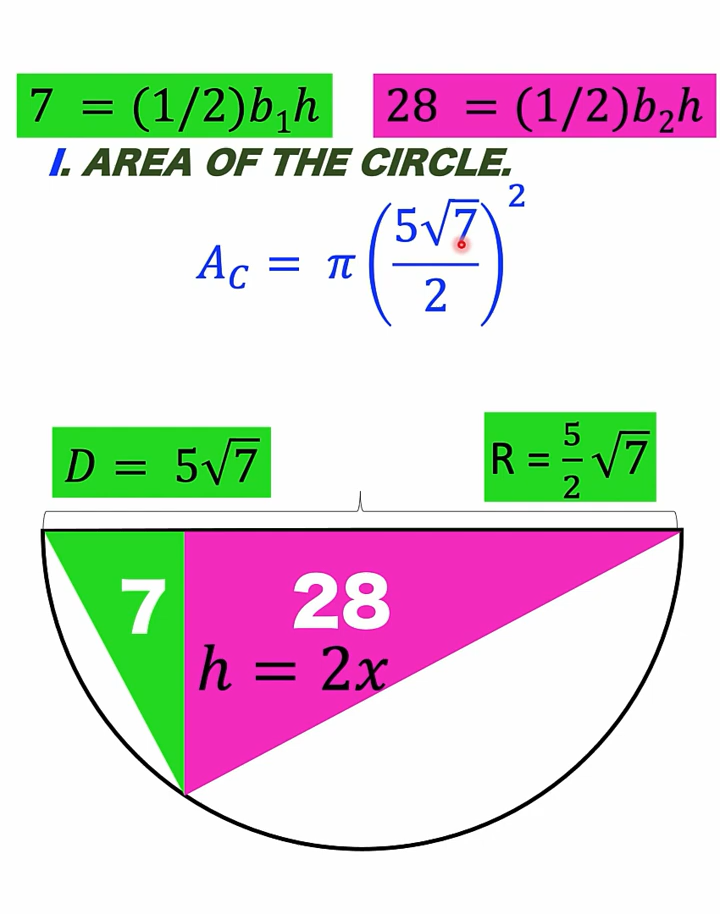 7 = (1/2)b₁h
28 = (1/2)b₂h
I. AREA OF THE CIRCLE.
A_C = π(5√7/2)²
D = 5√7
R = 5/2 √7
7
28
h = 2x